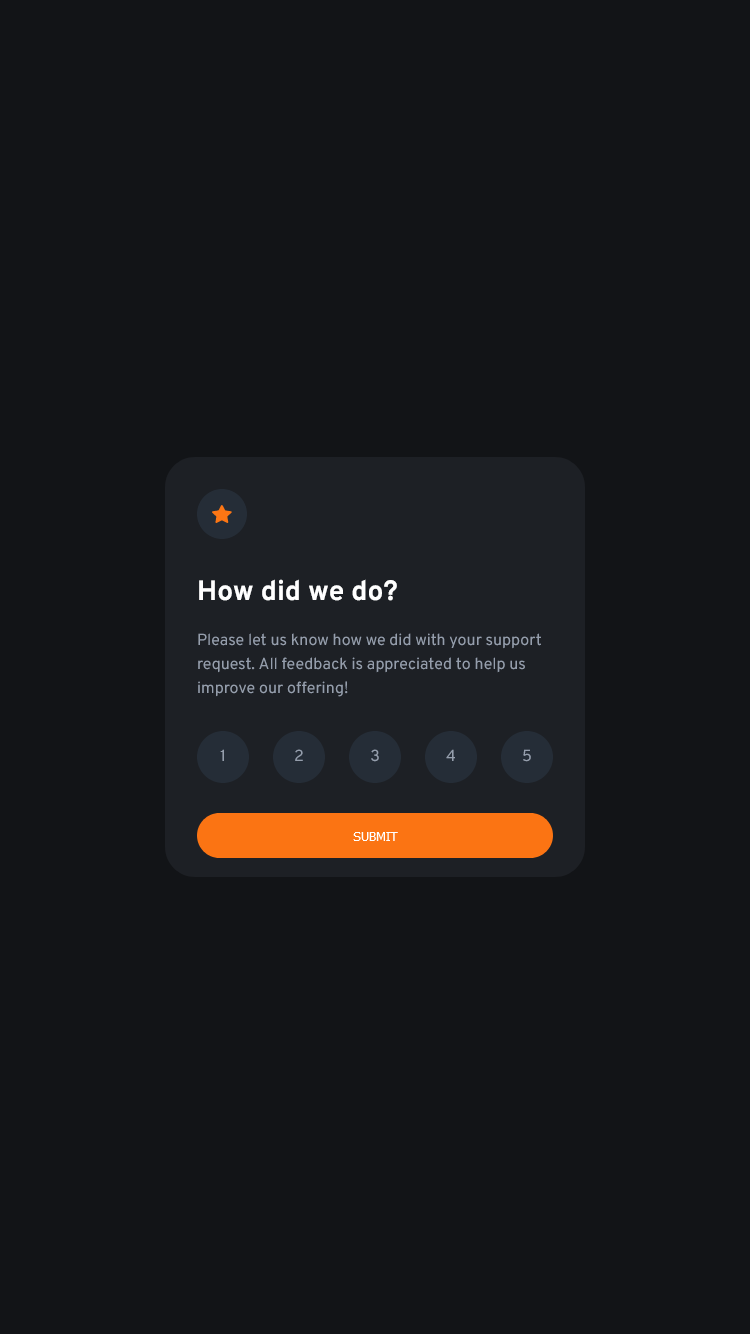 How did we do?
Please let us know how we did with your support
request. All feedback is appreciated to help us
improve our offering!
1 2 3 4 5
SUBMIT